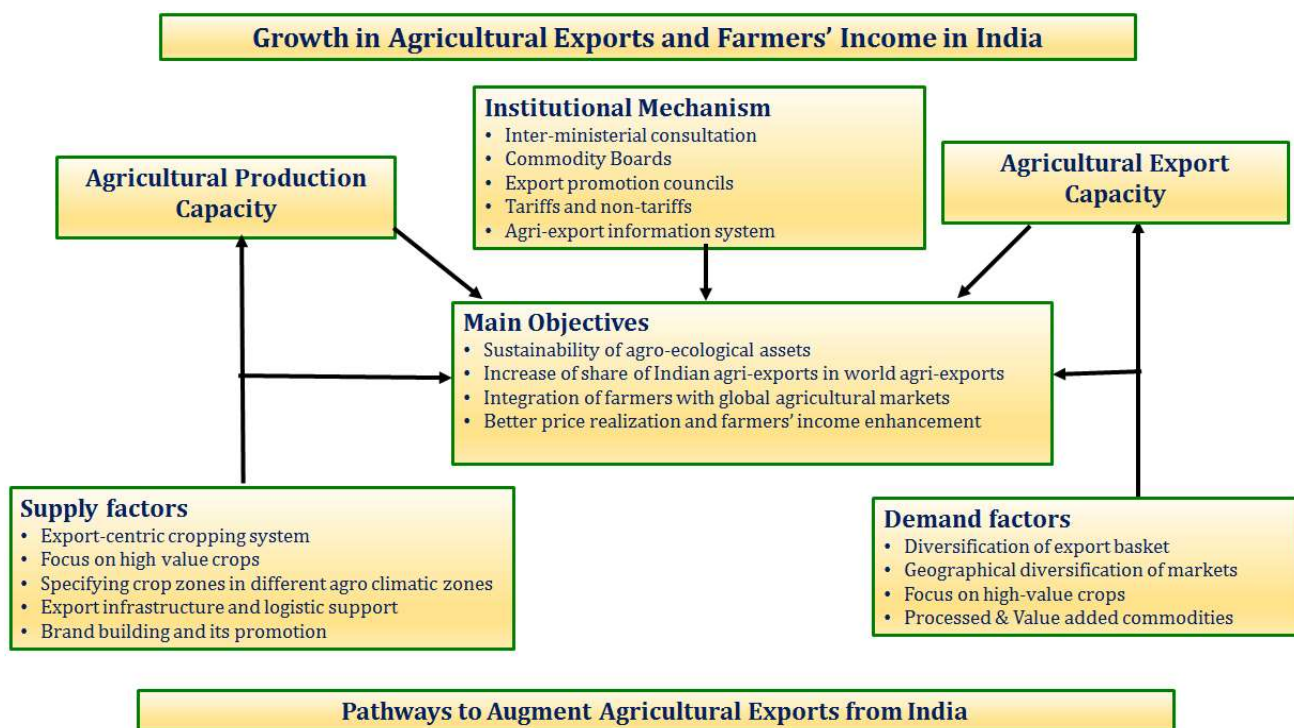 Growth in Agricultural Exports and Farmers’ Income in India
Institutional Mechanism
• Inter-ministerial consultation
• Commodity Boards
• Export promotion councils
• Tariffs and non-tariffs
• Agri-export information system
Agricultural Production
Capacity
Agricultural Export
Capacity
Main Objectives
• Sustainability of agro-ecological assets
• Increase of share of Indian agri-exports in world agri-exports
• Integration of farmers with global agricultural markets
• Better price realization and farmers’ income enhancement
Supply factors
• Export-centric cropping system
• Focus on high value crops
• Specifying crop zones in different agro climatic zones
• Export infrastructure and logistic support
• Brand building and its promotion
Demand factors
• Diversification of export basket
• Geographical diversification of markets
• Focus on high-value crops
• Processed & Value added commodities
Pathways to Augment Agricultural Exports from India